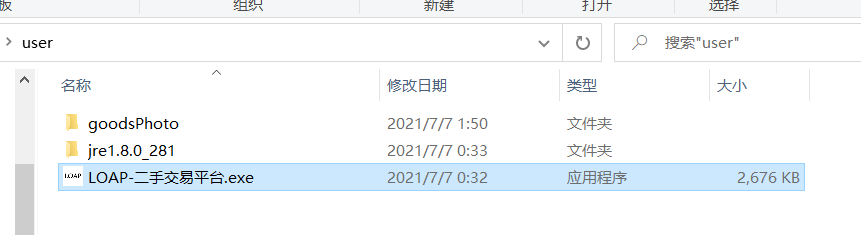 板 组织 新建 打开 选择
user 搜索"user"
名称 修改日期 类型 大小
goodsPhoto 2021/7/7 1:50 文件夹
jre1.8.0_281 2021/7/7 0:33 文件夹
LOAP LOAP-二手交易平台.exe 2021/7/7 0:32 应用程序 2,676 KB